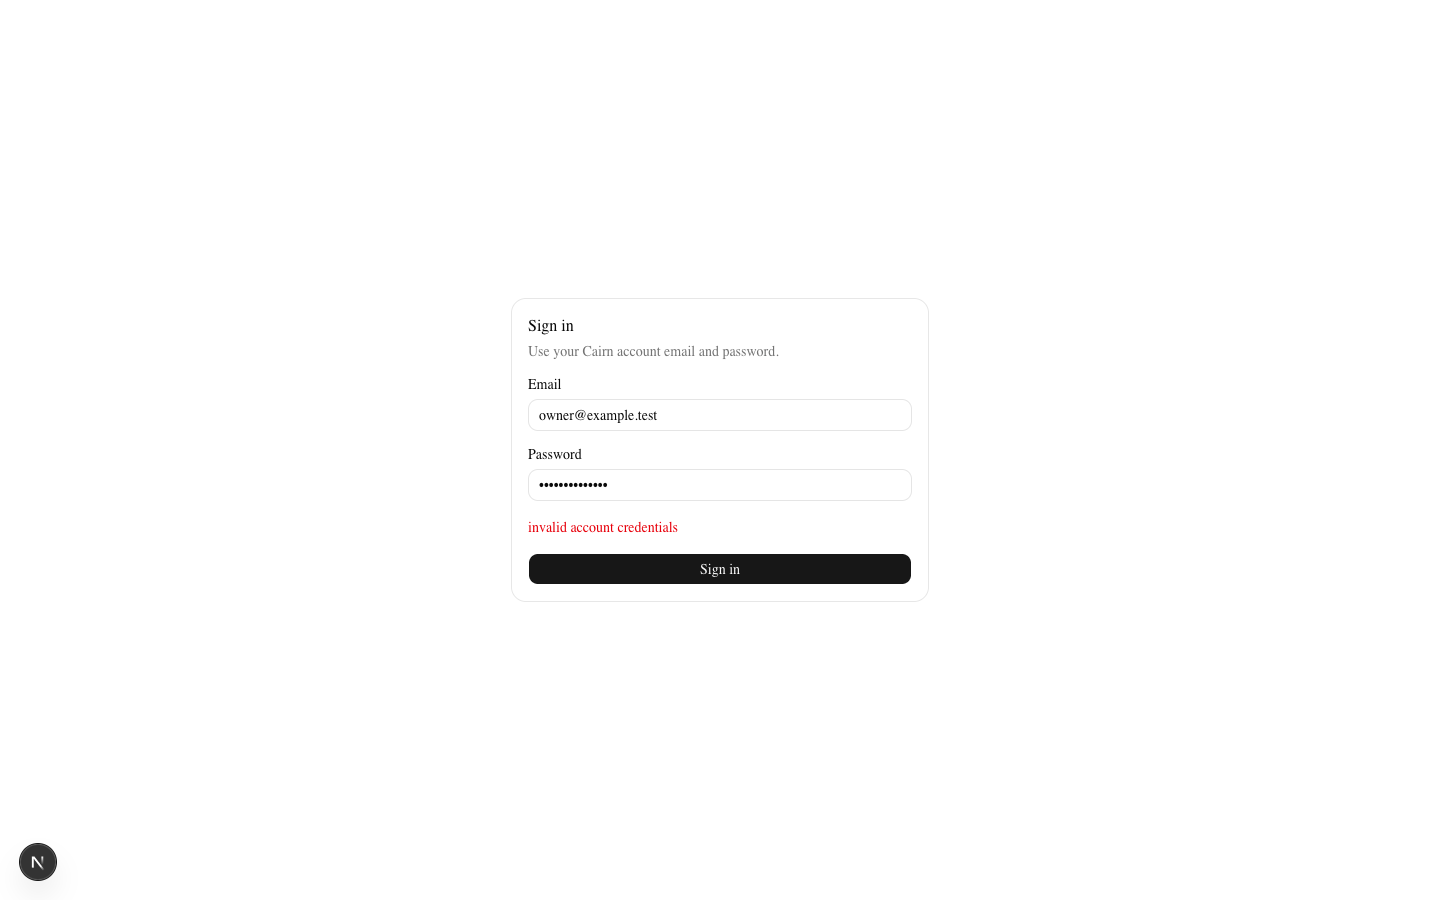 Sign in
Use your Cairn account email and password.
Email
owner@example.test
Password
••••••••••••••
invalid account credentials
Sign in
N